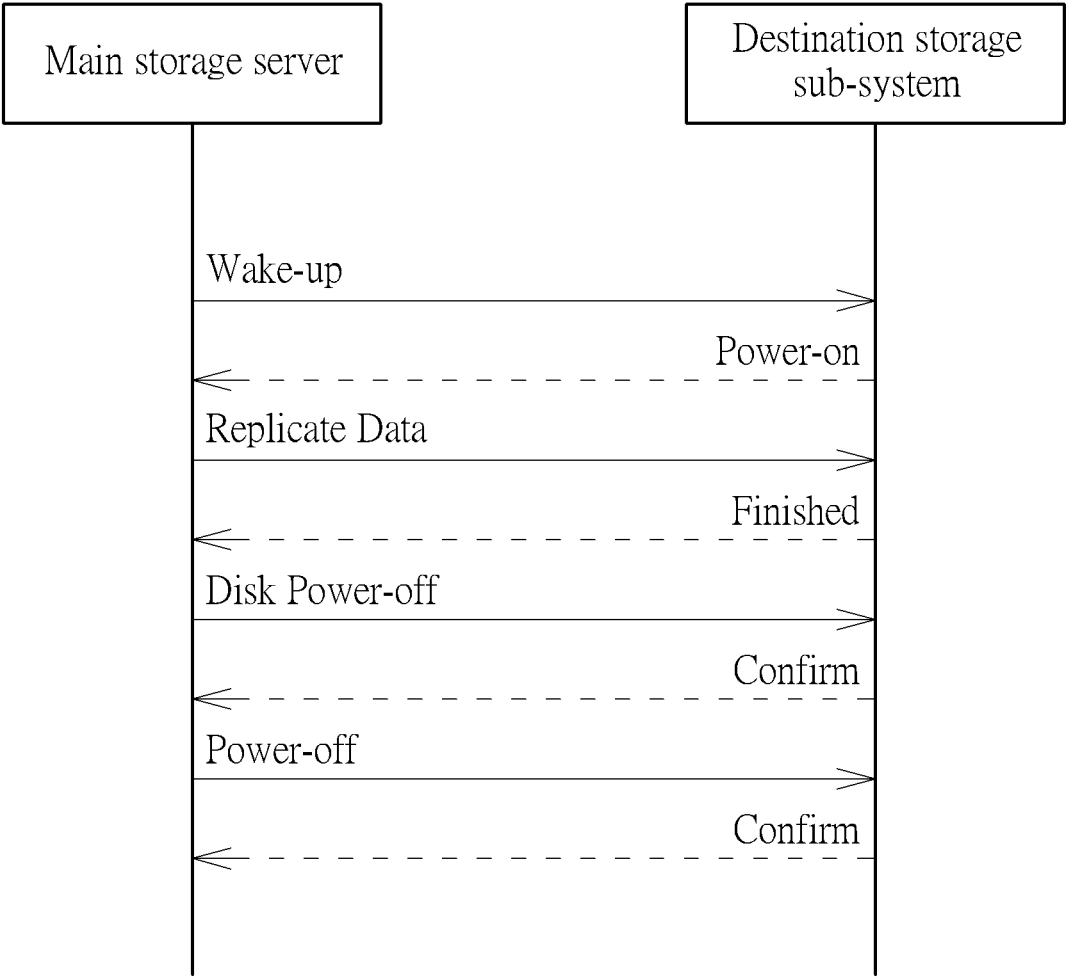 Main storage server
Destination storage
sub-system
Wake-up
Power-on
Replicate Data
Finished
Disk Power-off
Confirm
Power-off
Confirm